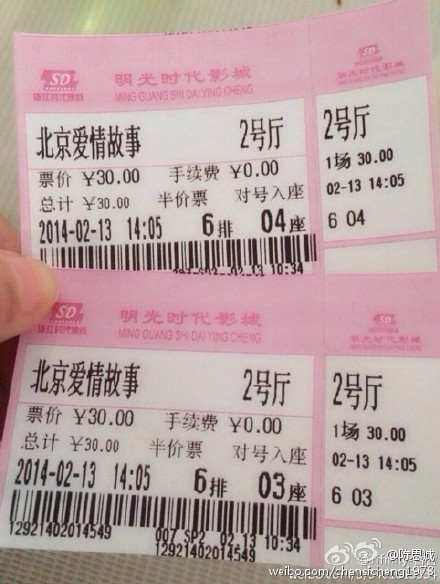 SD
明光时代影城
MING GUANG SHI DAI YING CHENG
北京爱情故事 2号厅
票价 ¥30.00 手续费 ¥0.00
总计 ¥30.00 半价票 对号入座
2014-02-13 14:05 6排 04座
02-13 10:34
2号厅
1场 30.00
02-13 14:05
6 04
SD
明光时代影城
MING GUANG SHI DAI YING CHENG
北京爱情故事 2号厅
票价 ¥30.00 手续费 ¥0.00
总计 ¥30.00 半价票 对号入座
2014-02-13 14:05 6排 03座
12921402014549 007 SP2 02-13 10:34
12921402014549
2号厅
1场 30.00
02-13 14:05
6 03
@陈思诚
weibo.com/chensicheng1978